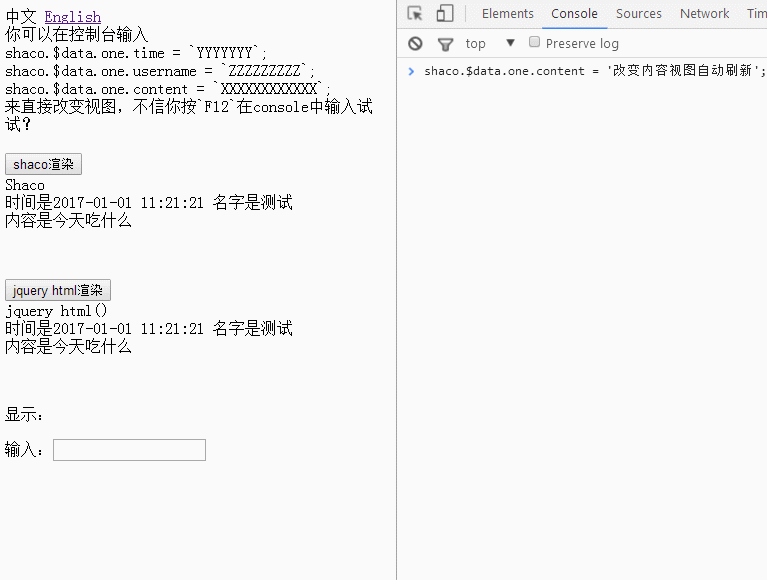 中文 English
你可以在控制台输入
shaco.$data.one.time = `YYYYYYY`;
shaco.$data.one.username = `ZZZZZZZZZ`;
shaco.$data.one.content = `XXXXXXXXXXXX`;
来直接改变视图，不信你按`F12`在console中输入试
试?
shaco渲染
Shaco
时间是2017-01-01 11:21:21 名字是测试
内容是今天吃什么
jquery html渲染
jquery html()
时间是2017-01-01 11:21:21 名字是测试
内容是今天吃什么
显示：
输入：
Elements Console Sources Network Tim
top ▼ Preserve log
> shaco.$data.one.content = '改变内容视图自动刷新';